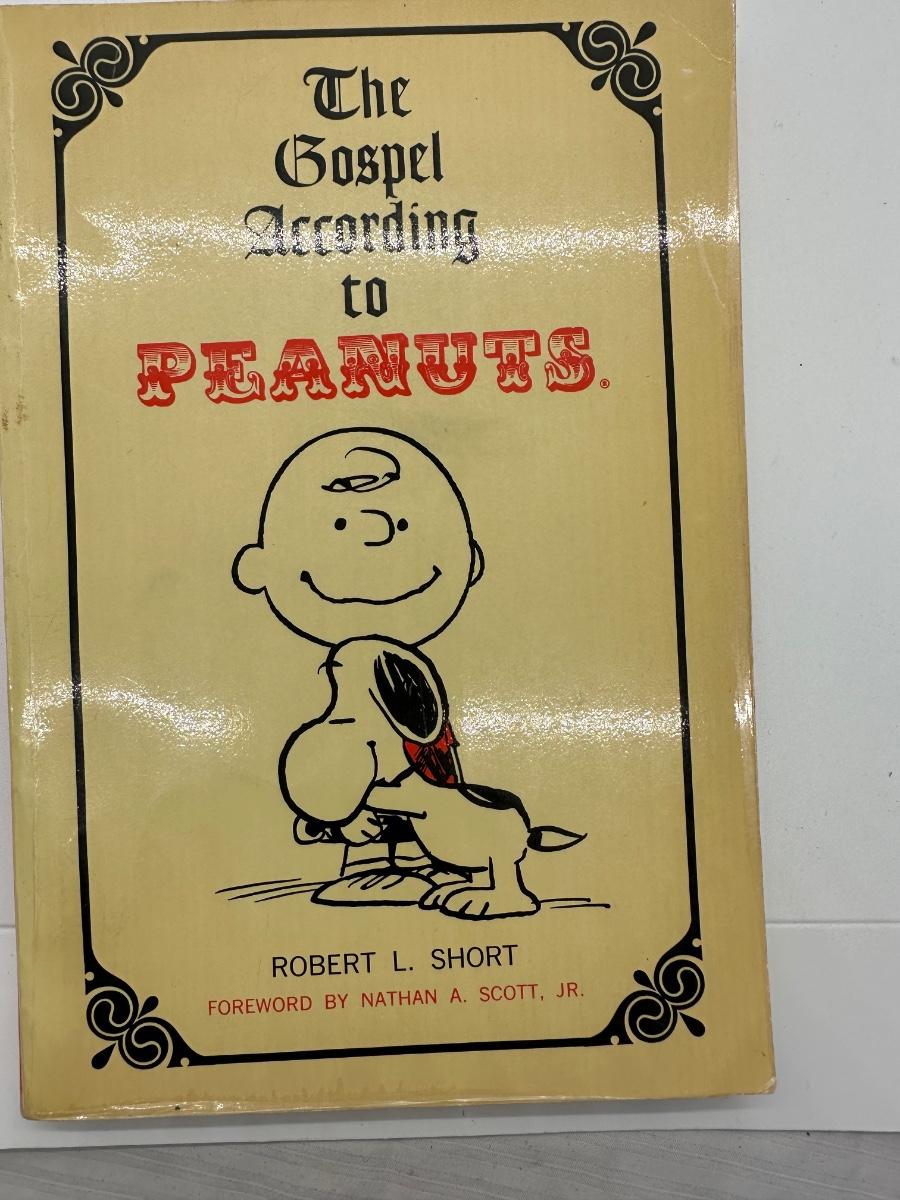 The
Gospel
According
to
PEANUTS®
ROBERT L. SHORT
FOREWORD BY NATHAN A. SCOTT, JR.